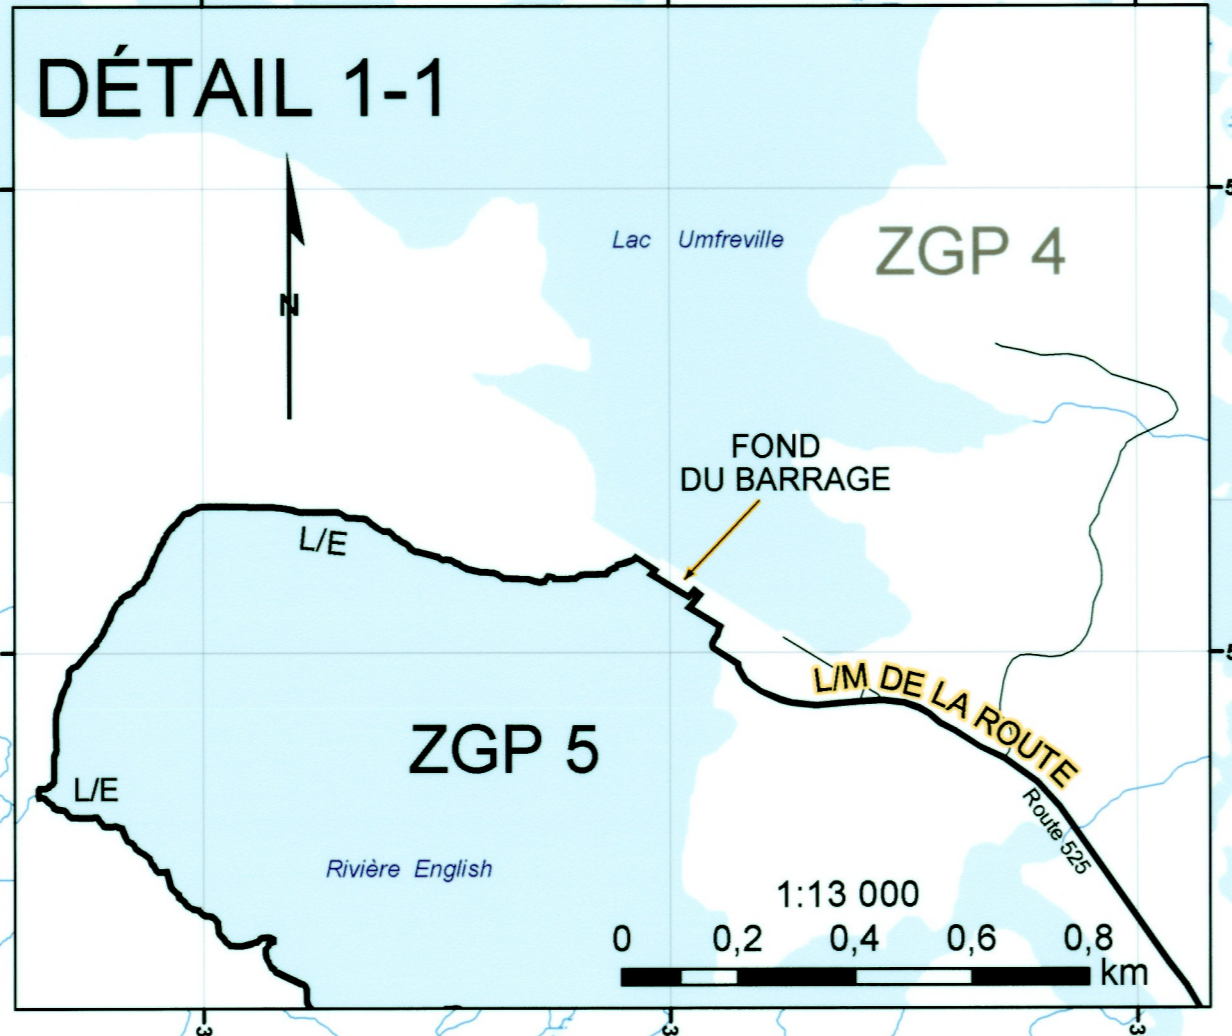 DÉTAIL 1-1
N
Lac Umfreville
ZGP 4
FOND
DU BARRAGE
L/E
L/M DE LA ROUTE
ZGP 5
L/E
Route 525
Rivière English
1:13 000
0 0,2 0,4 0,6 0,8
km